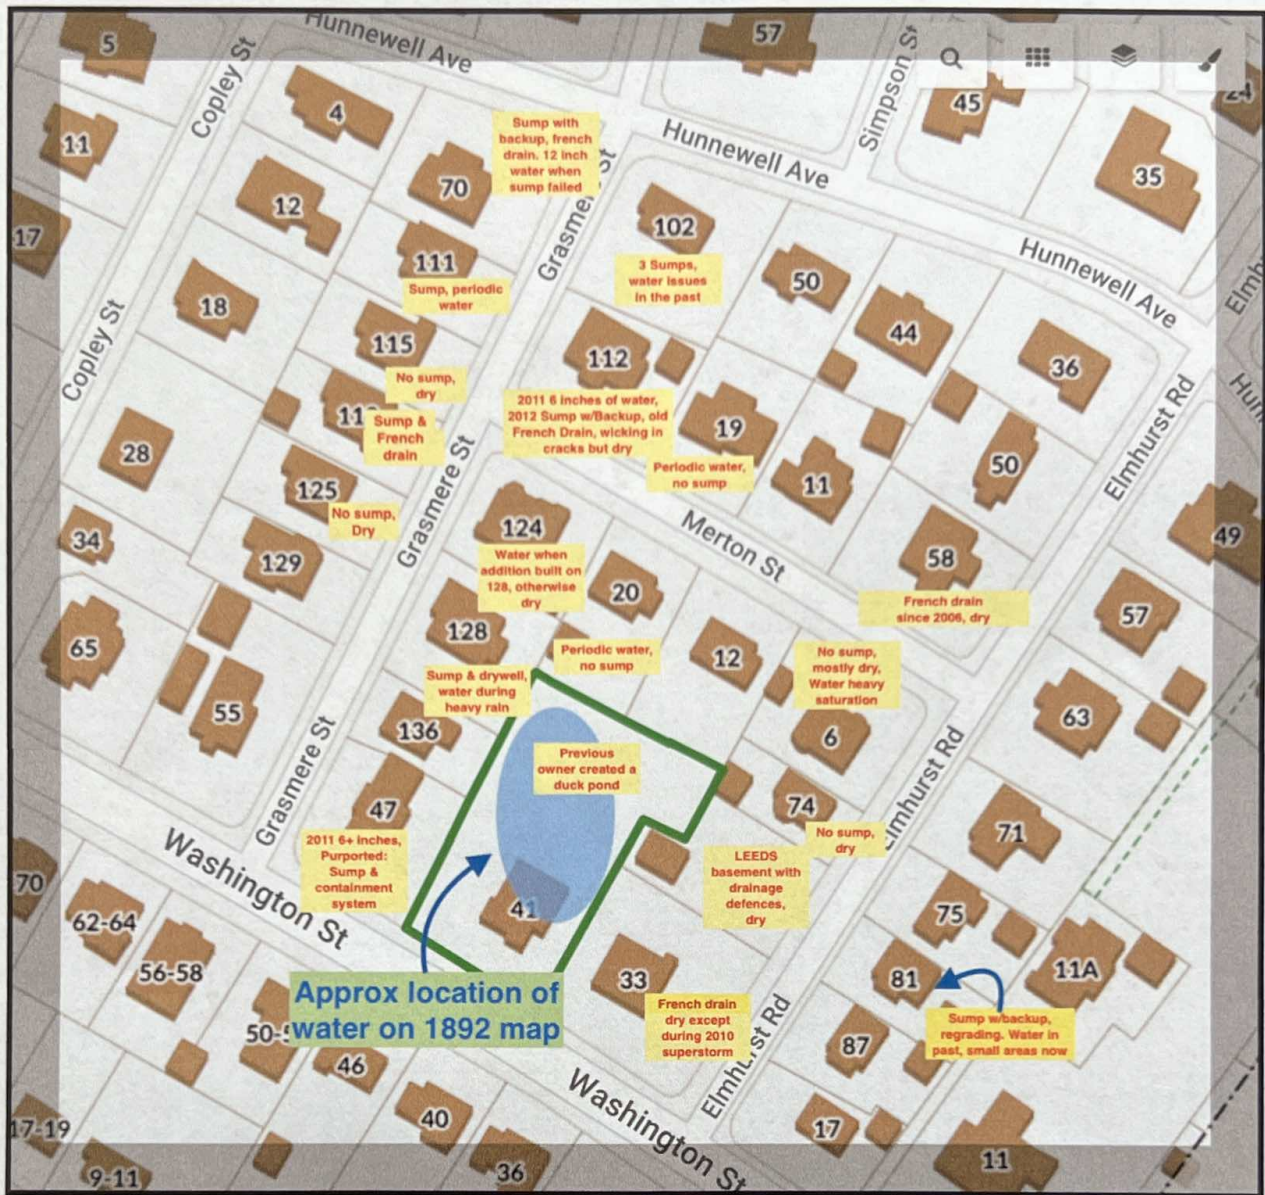 Hunnewell Ave
57
5
Copley St
Simpson St
24
4
45
11
Sump with
backup, french
drain. 12 inch
water when
sump failed
Hunnewell Ave
35
70
12
Grasmere St
102
17
111
3 Sumps,
water issues
in the past
50
Hunnewell Ave
Sump, periodic
water
18
44
115
112
36
Copley St
No sump,
dry
2011 6 inches of water,
2012 Sump w/Backup, old
French Drain, wicking in
cracks but dry
19
Elmhurst Rd
Sump &
French
drain
28
Periodic water,
no sump
50
11
125
No sump,
Dry
Grasmere St
124
Merton St
49
34
129
Water when
addition built on
128, otherwise
dry
58
20
French drain
since 2006, dry
57
128
65
Periodic water,
no sump
12
No sump,
mostly dry,
Water heavy
saturation
Sump & drywell,
water during
heavy rain
55
63
136
6
Previous
owner created a
duck pond
Elmhurst Rd
Grasmere St
47
74
71
2011 6+ inches,
Purported:
Sump &
containment
system
No sump,
dry
LEEDS
basement with
drainage
defences,
dry
70
Washington St
62-64
41
75
56-58
33
81
11A
Approx location of
water on 1892 map
French drain
dry except
during 2010
superstorm
Sump w/backup,
regrading. Water in
past, small areas now
46
87
Elmhurst Rd
Washington St
40
17
17-19
9-11
36
11